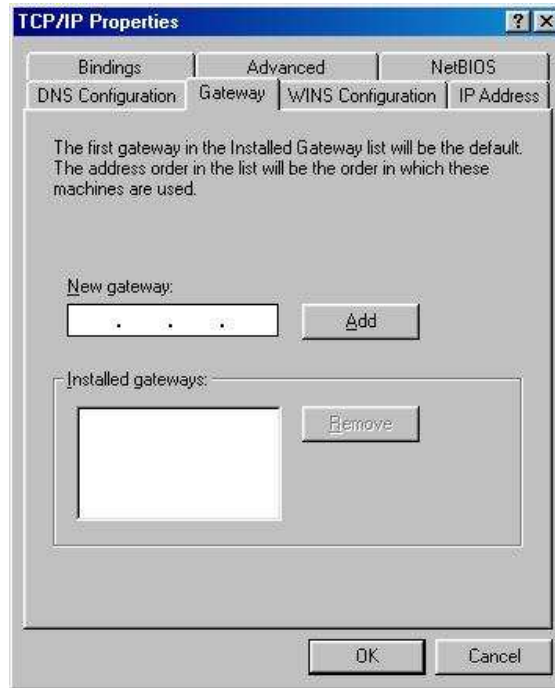 TCP/IP Properties
? ×
Bindings Advanced NetBIOS
DNS Configuration Gateway WINS Configuration IP Address
The first gateway in the Installed Gateway list will be the default.
The address order in the list will be the order in which these
machines are used.
New gateway:
. . .
Add
Installed gateways:
Remove
OK Cancel